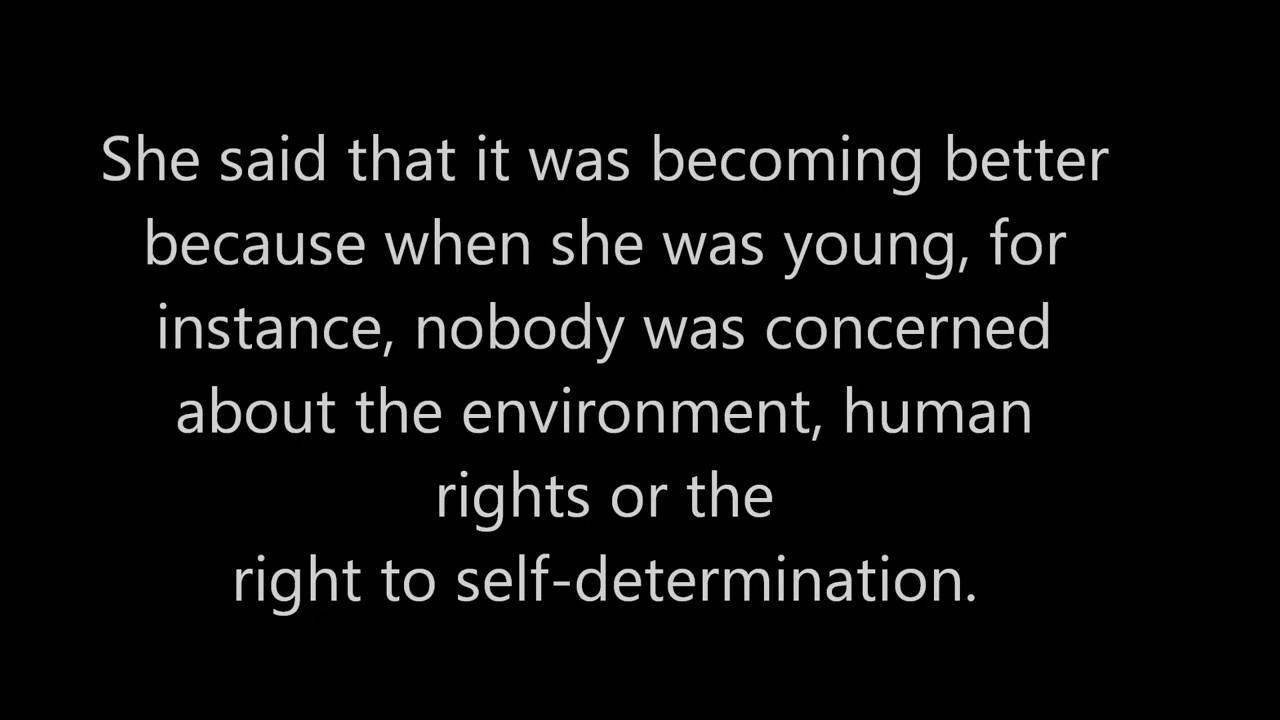 She said that it was becoming better
because when she was young, for
instance, nobody was concerned
about the environment, human
rights or the
right to self-determination.